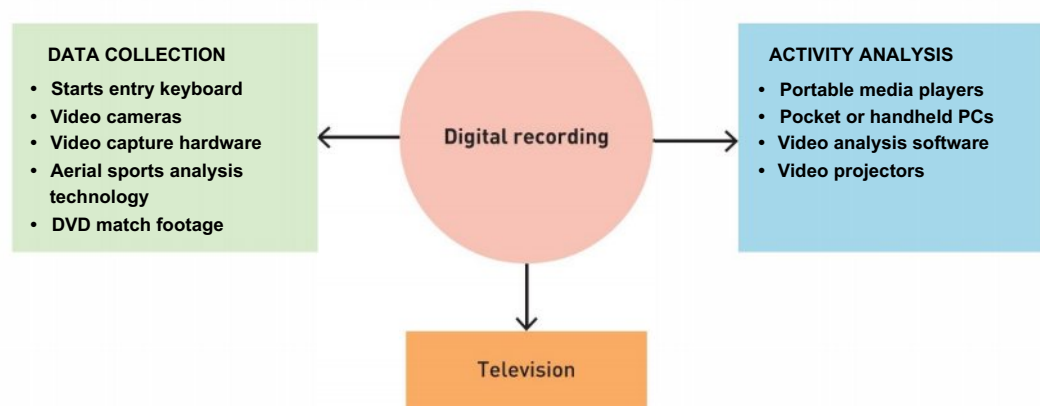 DATA COLLECTION
• Starts entry keyboard
• Video cameras
• Video capture hardware
• Aerial sports analysis
technology
• DVD match footage
Digital recording
ACTIVITY ANALYSIS
• Portable media players
• Pocket or handheld PCs
• Video analysis software
• Video projectors
Television